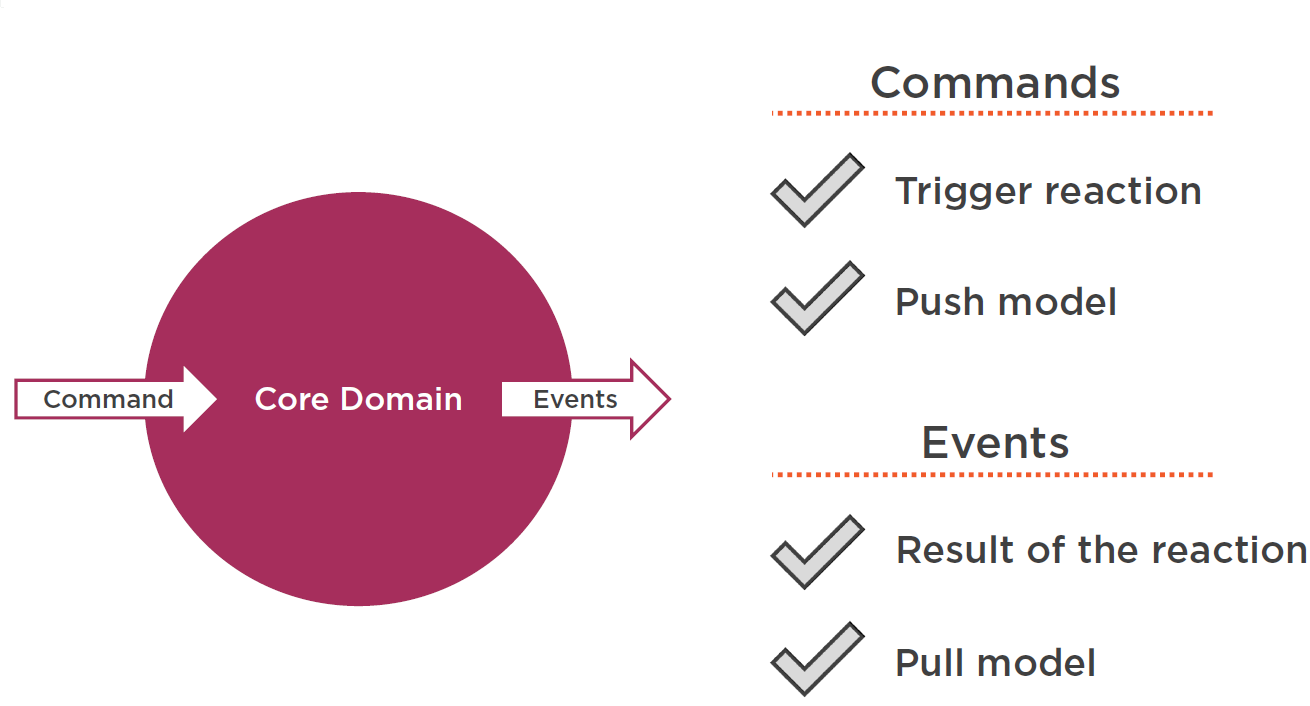 Commands
Trigger reaction
Push model
Command
Core Domain
Events
Events
Result of the reaction
Pull model